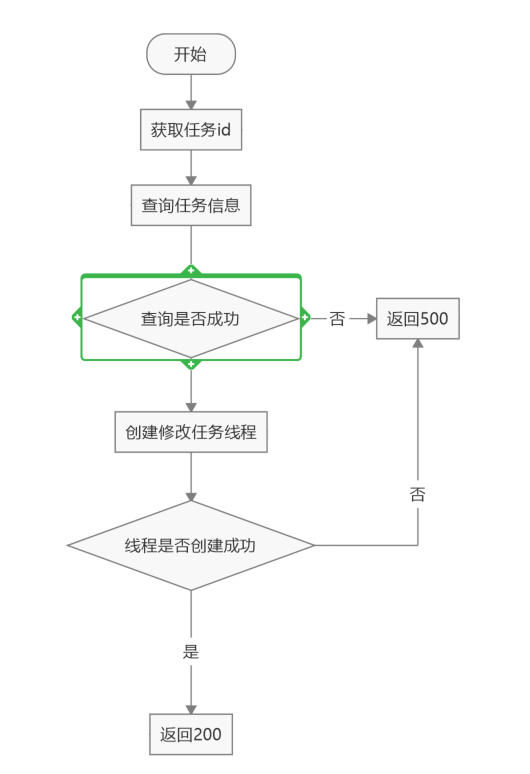 开始
获取任务id
查询任务信息
查询是否成功
否
返回500
创建修改任务线程
否
线程是否创建成功
是
返回200